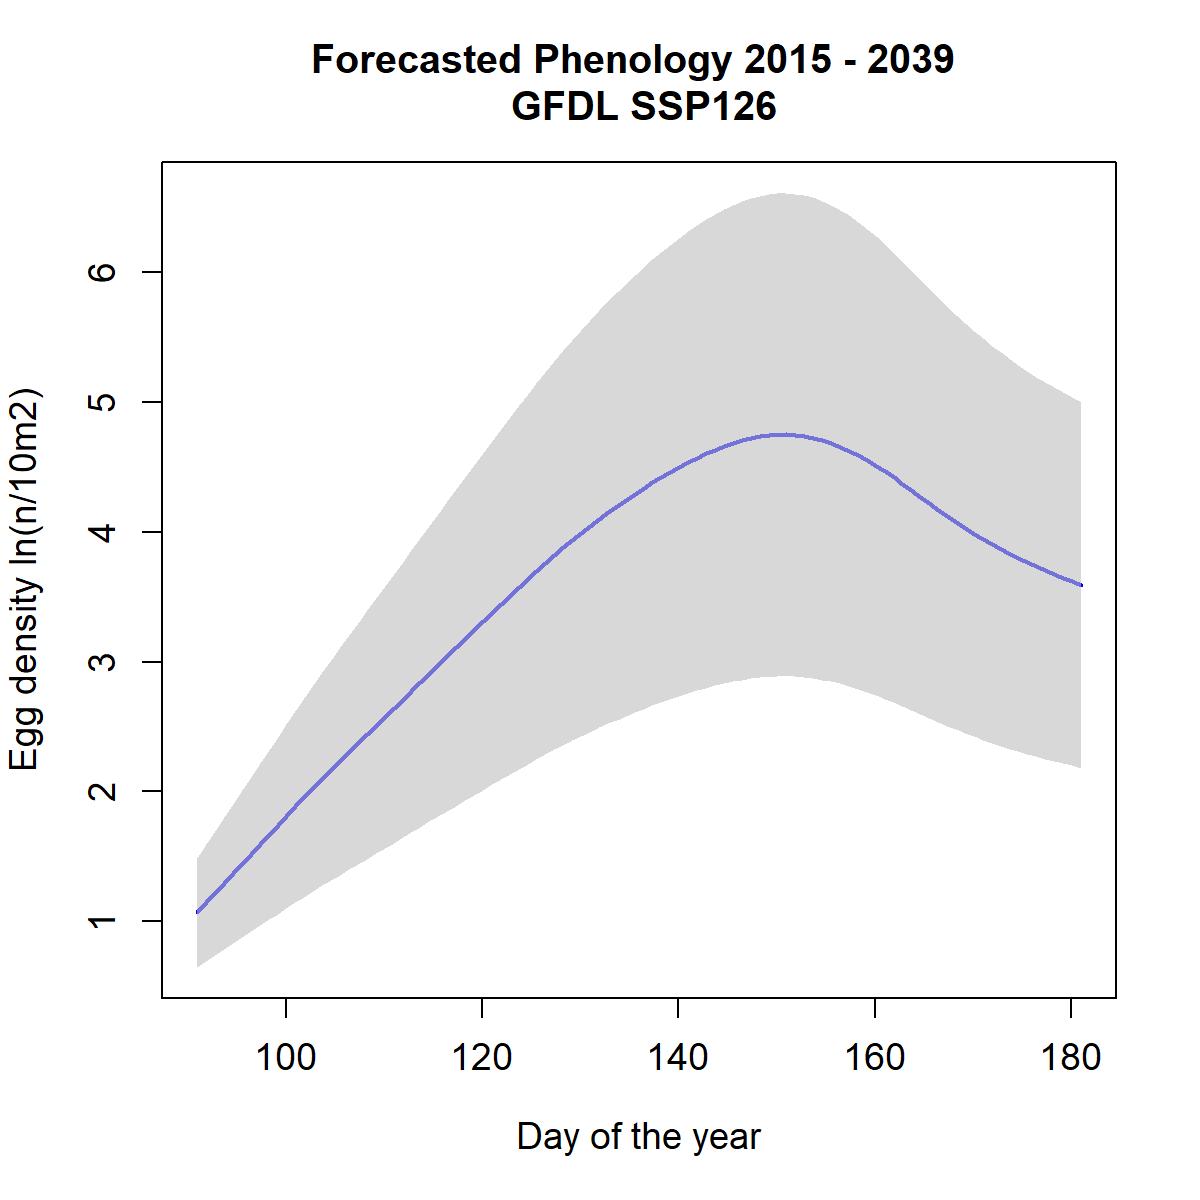 Forecasted Phenology 2015 - 2039
GFDL SSP126
Egg density ln(n/10m2)
6
5
4
3
2
1
100 120 140 160 180
Day of the year